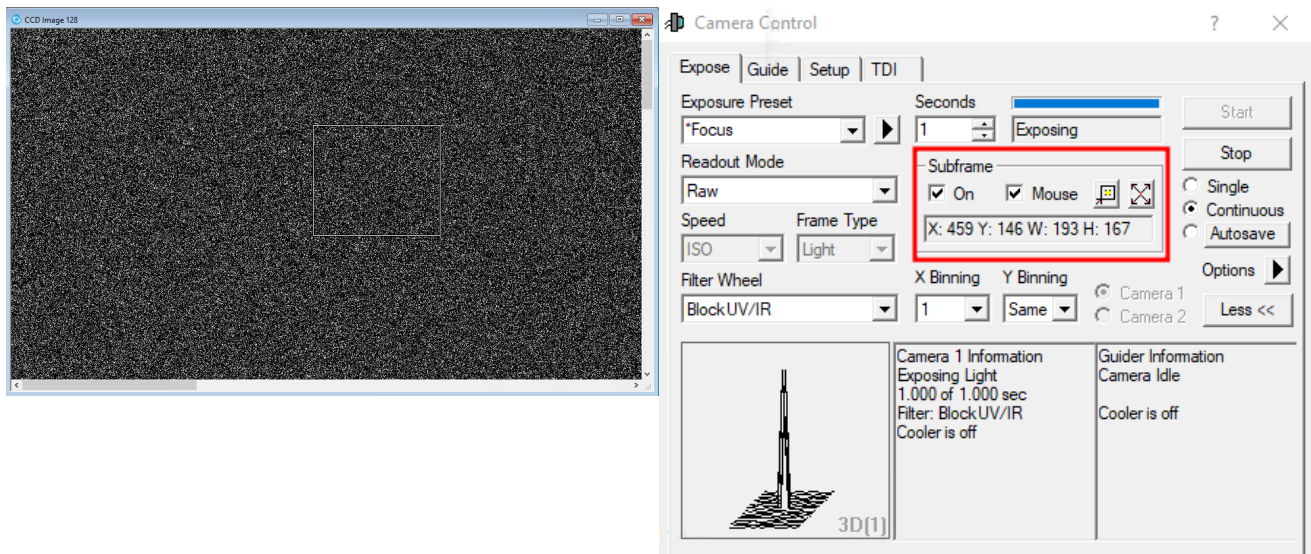 CCD Image 128
Camera Control
?
Expose Guide Setup TDI
Exposure Preset
*Focus
Seconds
1
Exposing
Start
Stop
Readout Mode
Raw
Subframe
On Mouse
X: 459 Y: 146 W: 193 H: 167
Single
Continuous
Autosave
Speed Frame Type
ISO Light
Filter Wheel
BlockUV/IR
X Binning Y Binning
1 Same
Camera 1
Camera 2
Options
Less <<
3D(1)
Camera 1 Information
Exposing Light
1.000 of 1.000 sec
Filter: BlockUV/IR
Cooler is off
Guider Information
Camera Idle
Cooler is off